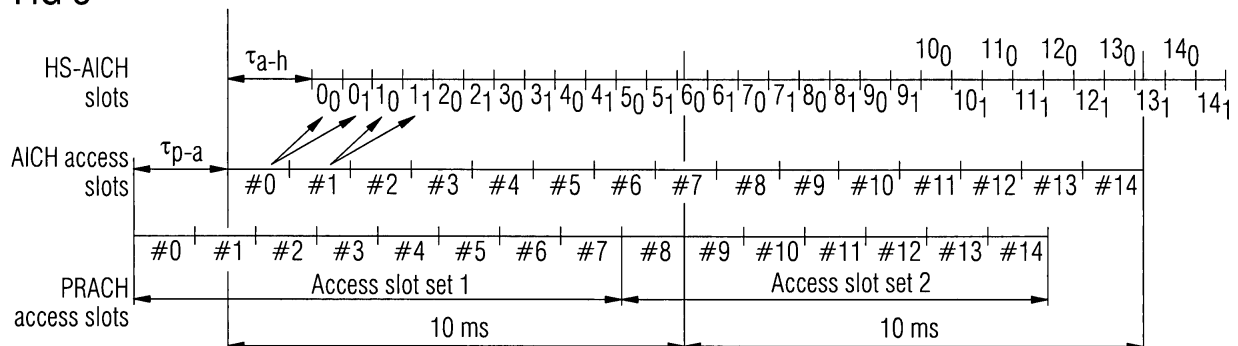 HS-AICH slots
τa-h
10₀ 11₀ 12₀ 13₀ 14₀
0₀ 0₁ 1₀ 1₁ 2₀ 2₁ 3₀ 3₁ 4₀ 4₁ 5₀ 5₁ 6₀ 6₁ 7₀ 7₁ 8₀ 8₁ 9₀ 9₁ 10₁ 11₁ 12₁ 13₁ 14₁
AICH access slots
τp-a
#0 #1 #2 #3 #4 #5 #6 #7 #8 #9 #10 #11 #12 #13 #14
#0 #1 #2 #3 #4 #5 #6 #7 #8 #9 #10 #11 #12 #13 #14
PRACH access slots
Access slot set 1 Access slot set 2
10 ms 10 ms